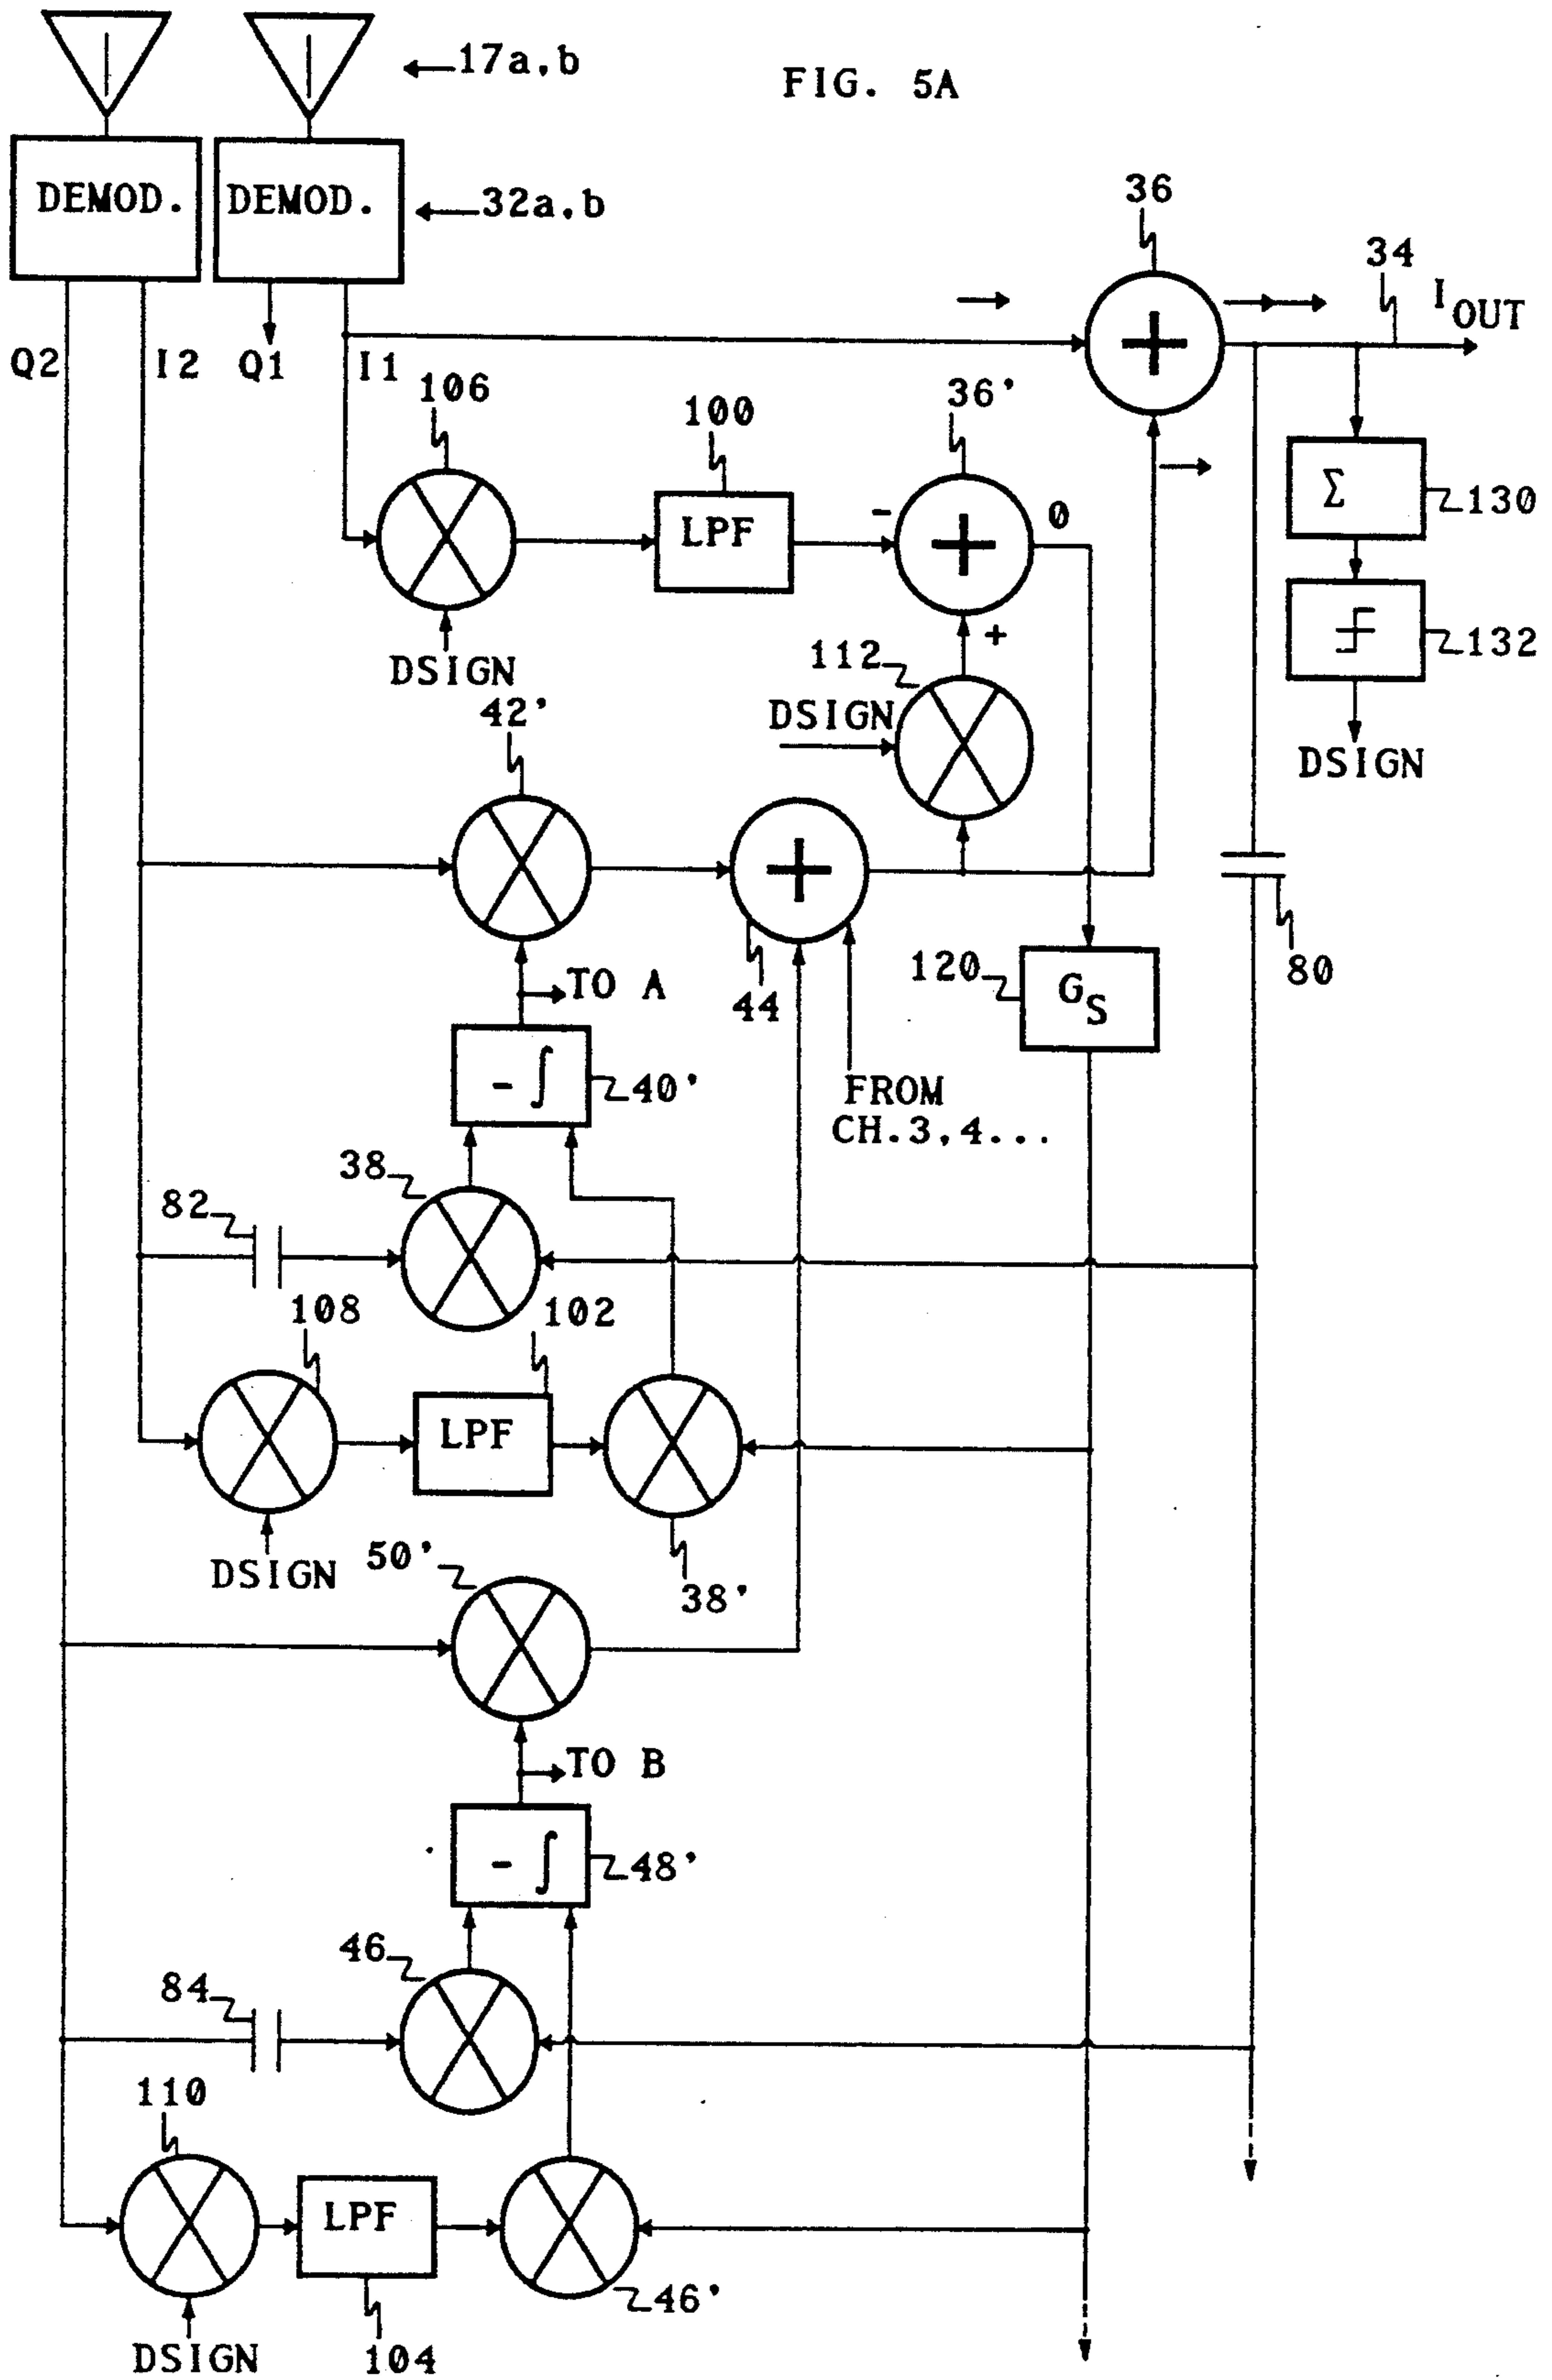 17a,b
FIG. 5A
DEMOD.
DEMOD.
32a,b
36
34
I OUT
Q2
I2
Q1
I1
106
100
36'
-
0
LPF
Σ
130
+
+
DSIGN
112
+
132
42'
DSIGN
DSIGN
+
TO A
44
120
G S
80
- ∫
40'
FROM
CH.3,4...
38
82
108
102
LPF
DSIGN
50'
38'
TO B
- ∫
48'
46
84
110
LPF
46'
DSIGN
104